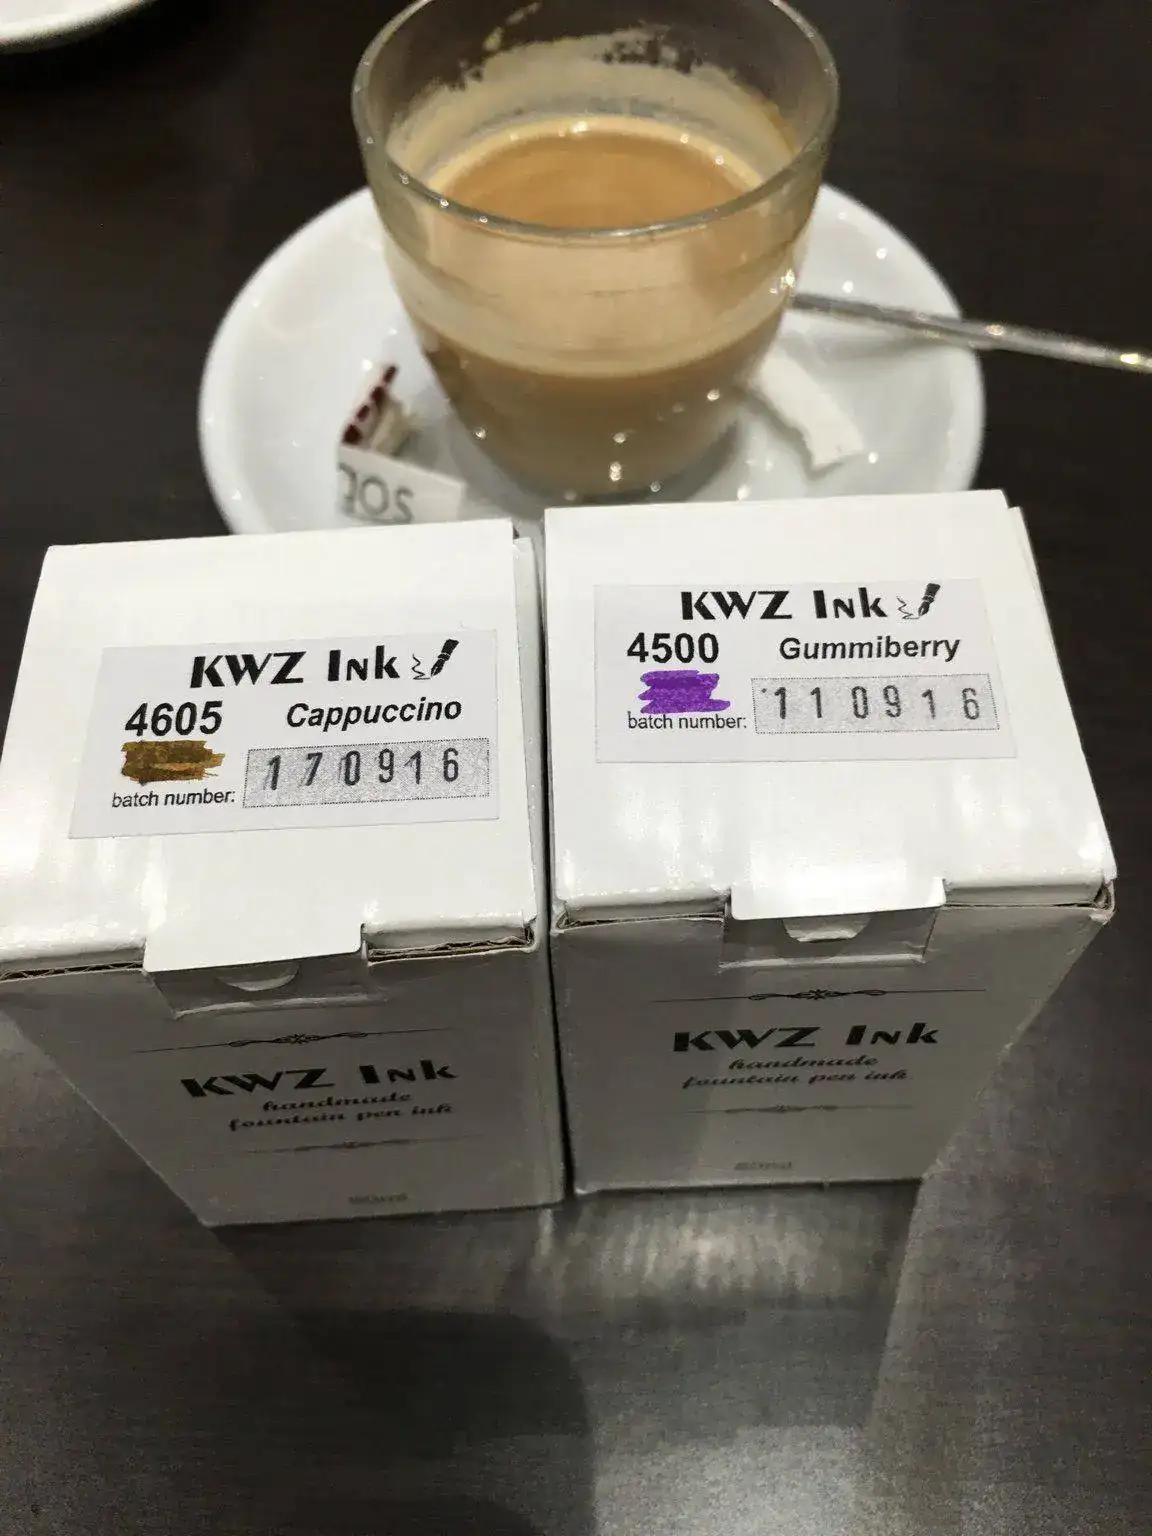 SOL
KWZ Ink
4605 Cappuccino
batch number: 170916
KWZ Ink
handmade
fountain pen ink
KWZ Ink
4500 Gummiberry
batch number: 110916
KWZ Ink
handmade
fountain pen ink